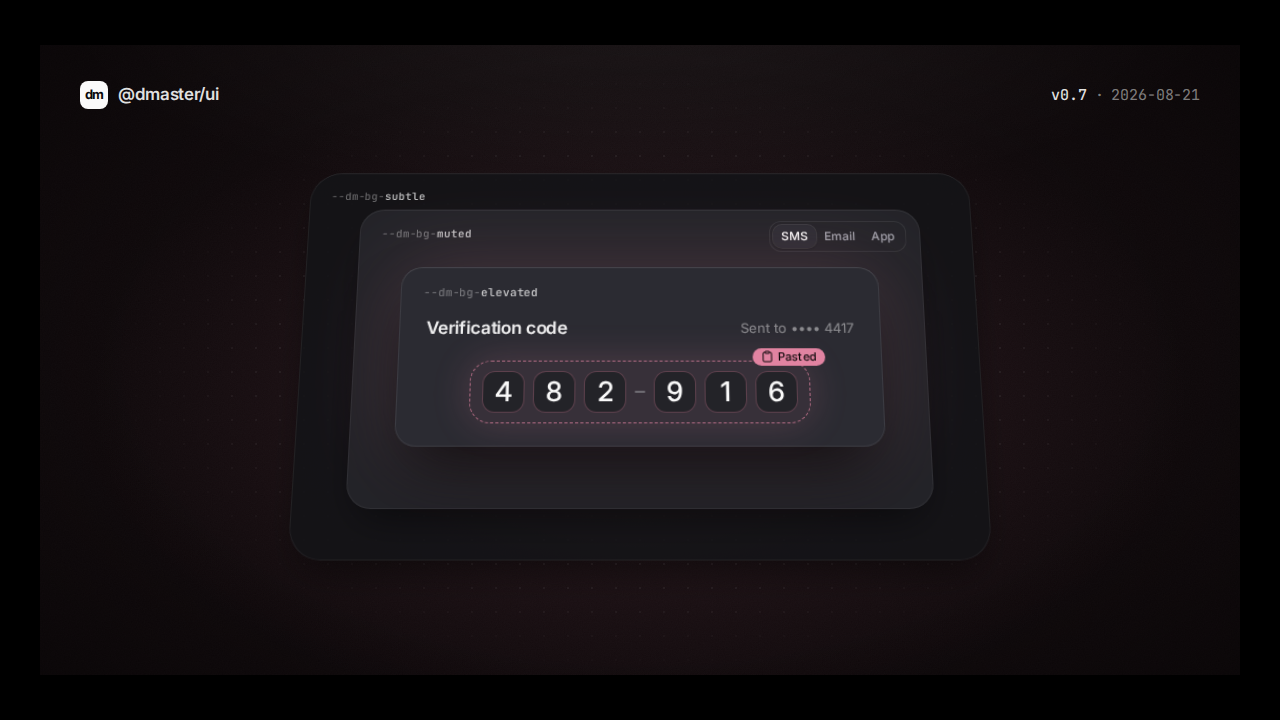 dm @dmaster/ui
v0.7 · 2026-08-21
--dm-bg-subtle
--dm-bg-muted
SMS Email App
--dm-bg-elevated
Verification code
Sent to •••• 4417
Pasted
4 8 2 – 9 1 6